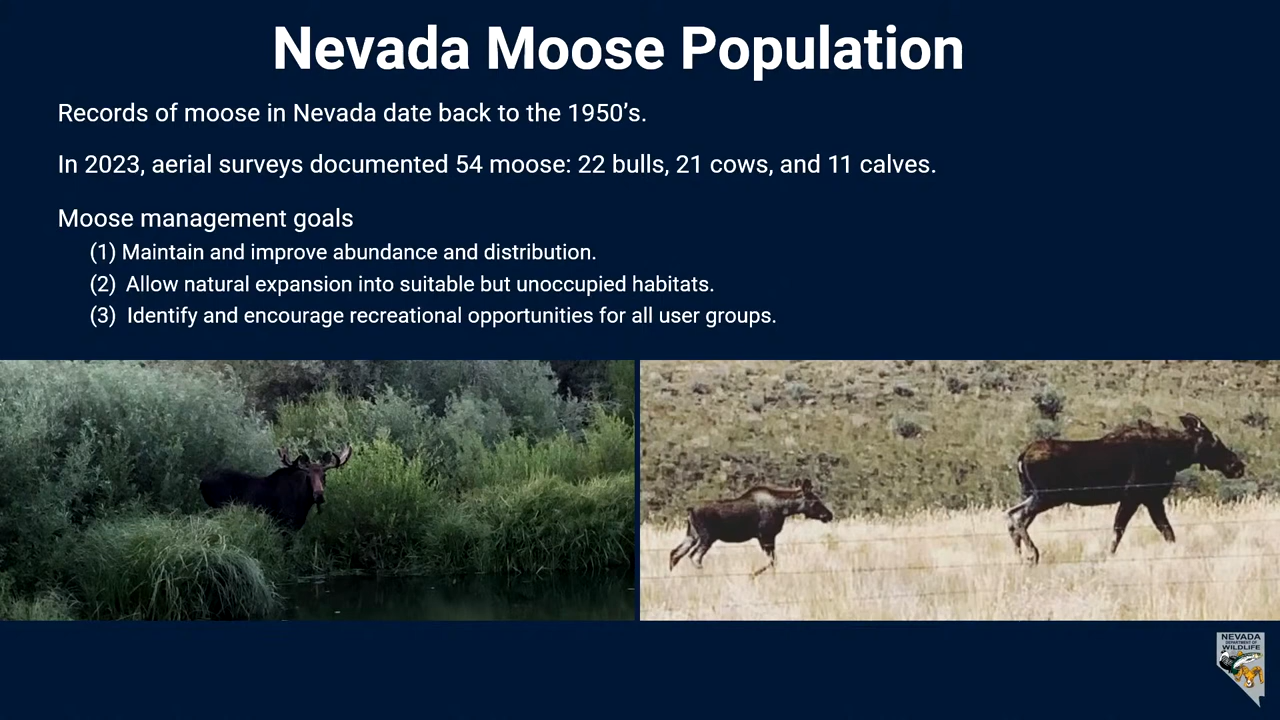 Nevada Moose Population
Records of moose in Nevada date back to the 1950’s.
In 2023, aerial surveys documented 54 moose: 22 bulls, 21 cows, and 11 calves.
Moose management goals
(1) Maintain and improve abundance and distribution.
(2) Allow natural expansion into suitable but unoccupied habitats.
(3) Identify and encourage recreational opportunities for all user groups.
NEVADA
DEPARTMENT OF
WILDLIFE